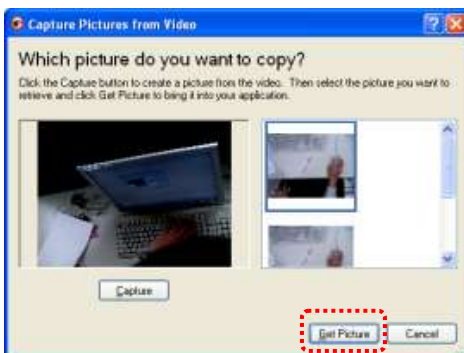 Capture Pictures from Video
Which picture do you want to copy?
Click the Capture button to create a picture from the video. Then select the picture you want to
retrieve and click Get Picture to bring it into your application.
Capture
Get Picture
Cancel